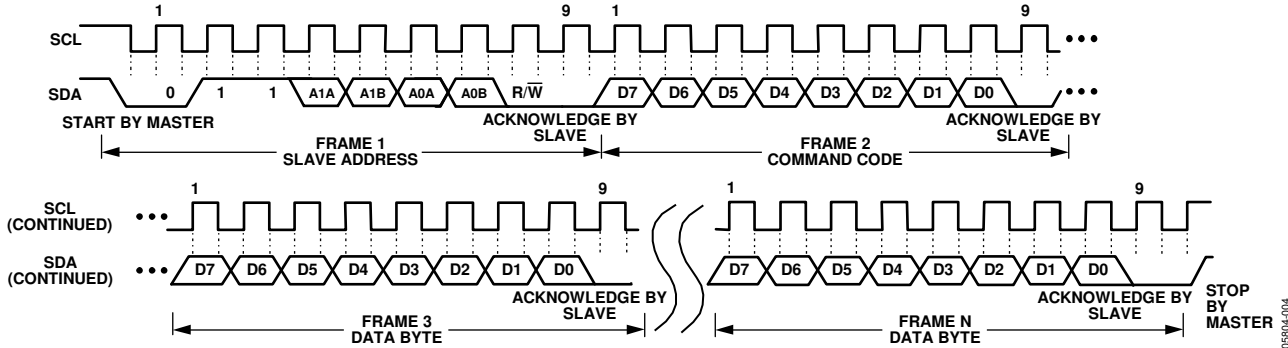 1 9 1 9
SCL
SDA 0 1 1 A1A A1B A0A A0B R/W̅ D7 D6 D5 D4 D3 D2 D1 D0
START BY MASTER
ACKNOWLEDGE BY
SLAVE
ACKNOWLEDGE BY
SLAVE
FRAME 1
SLAVE ADDRESS
FRAME 2
COMMAND CODE
1 9 1 9
SCL
(CONTINUED)
SDA
(CONTINUED)
D7 D6 D5 D4 D3 D2 D1 D0 D7 D6 D5 D4 D3 D2 D1 D0
ACKNOWLEDGE BY
SLAVE
ACKNOWLEDGE BY
SLAVE
STOP
BY
MASTER
FRAME 3
DATA BYTE
FRAME N
DATA BYTE
05804-004